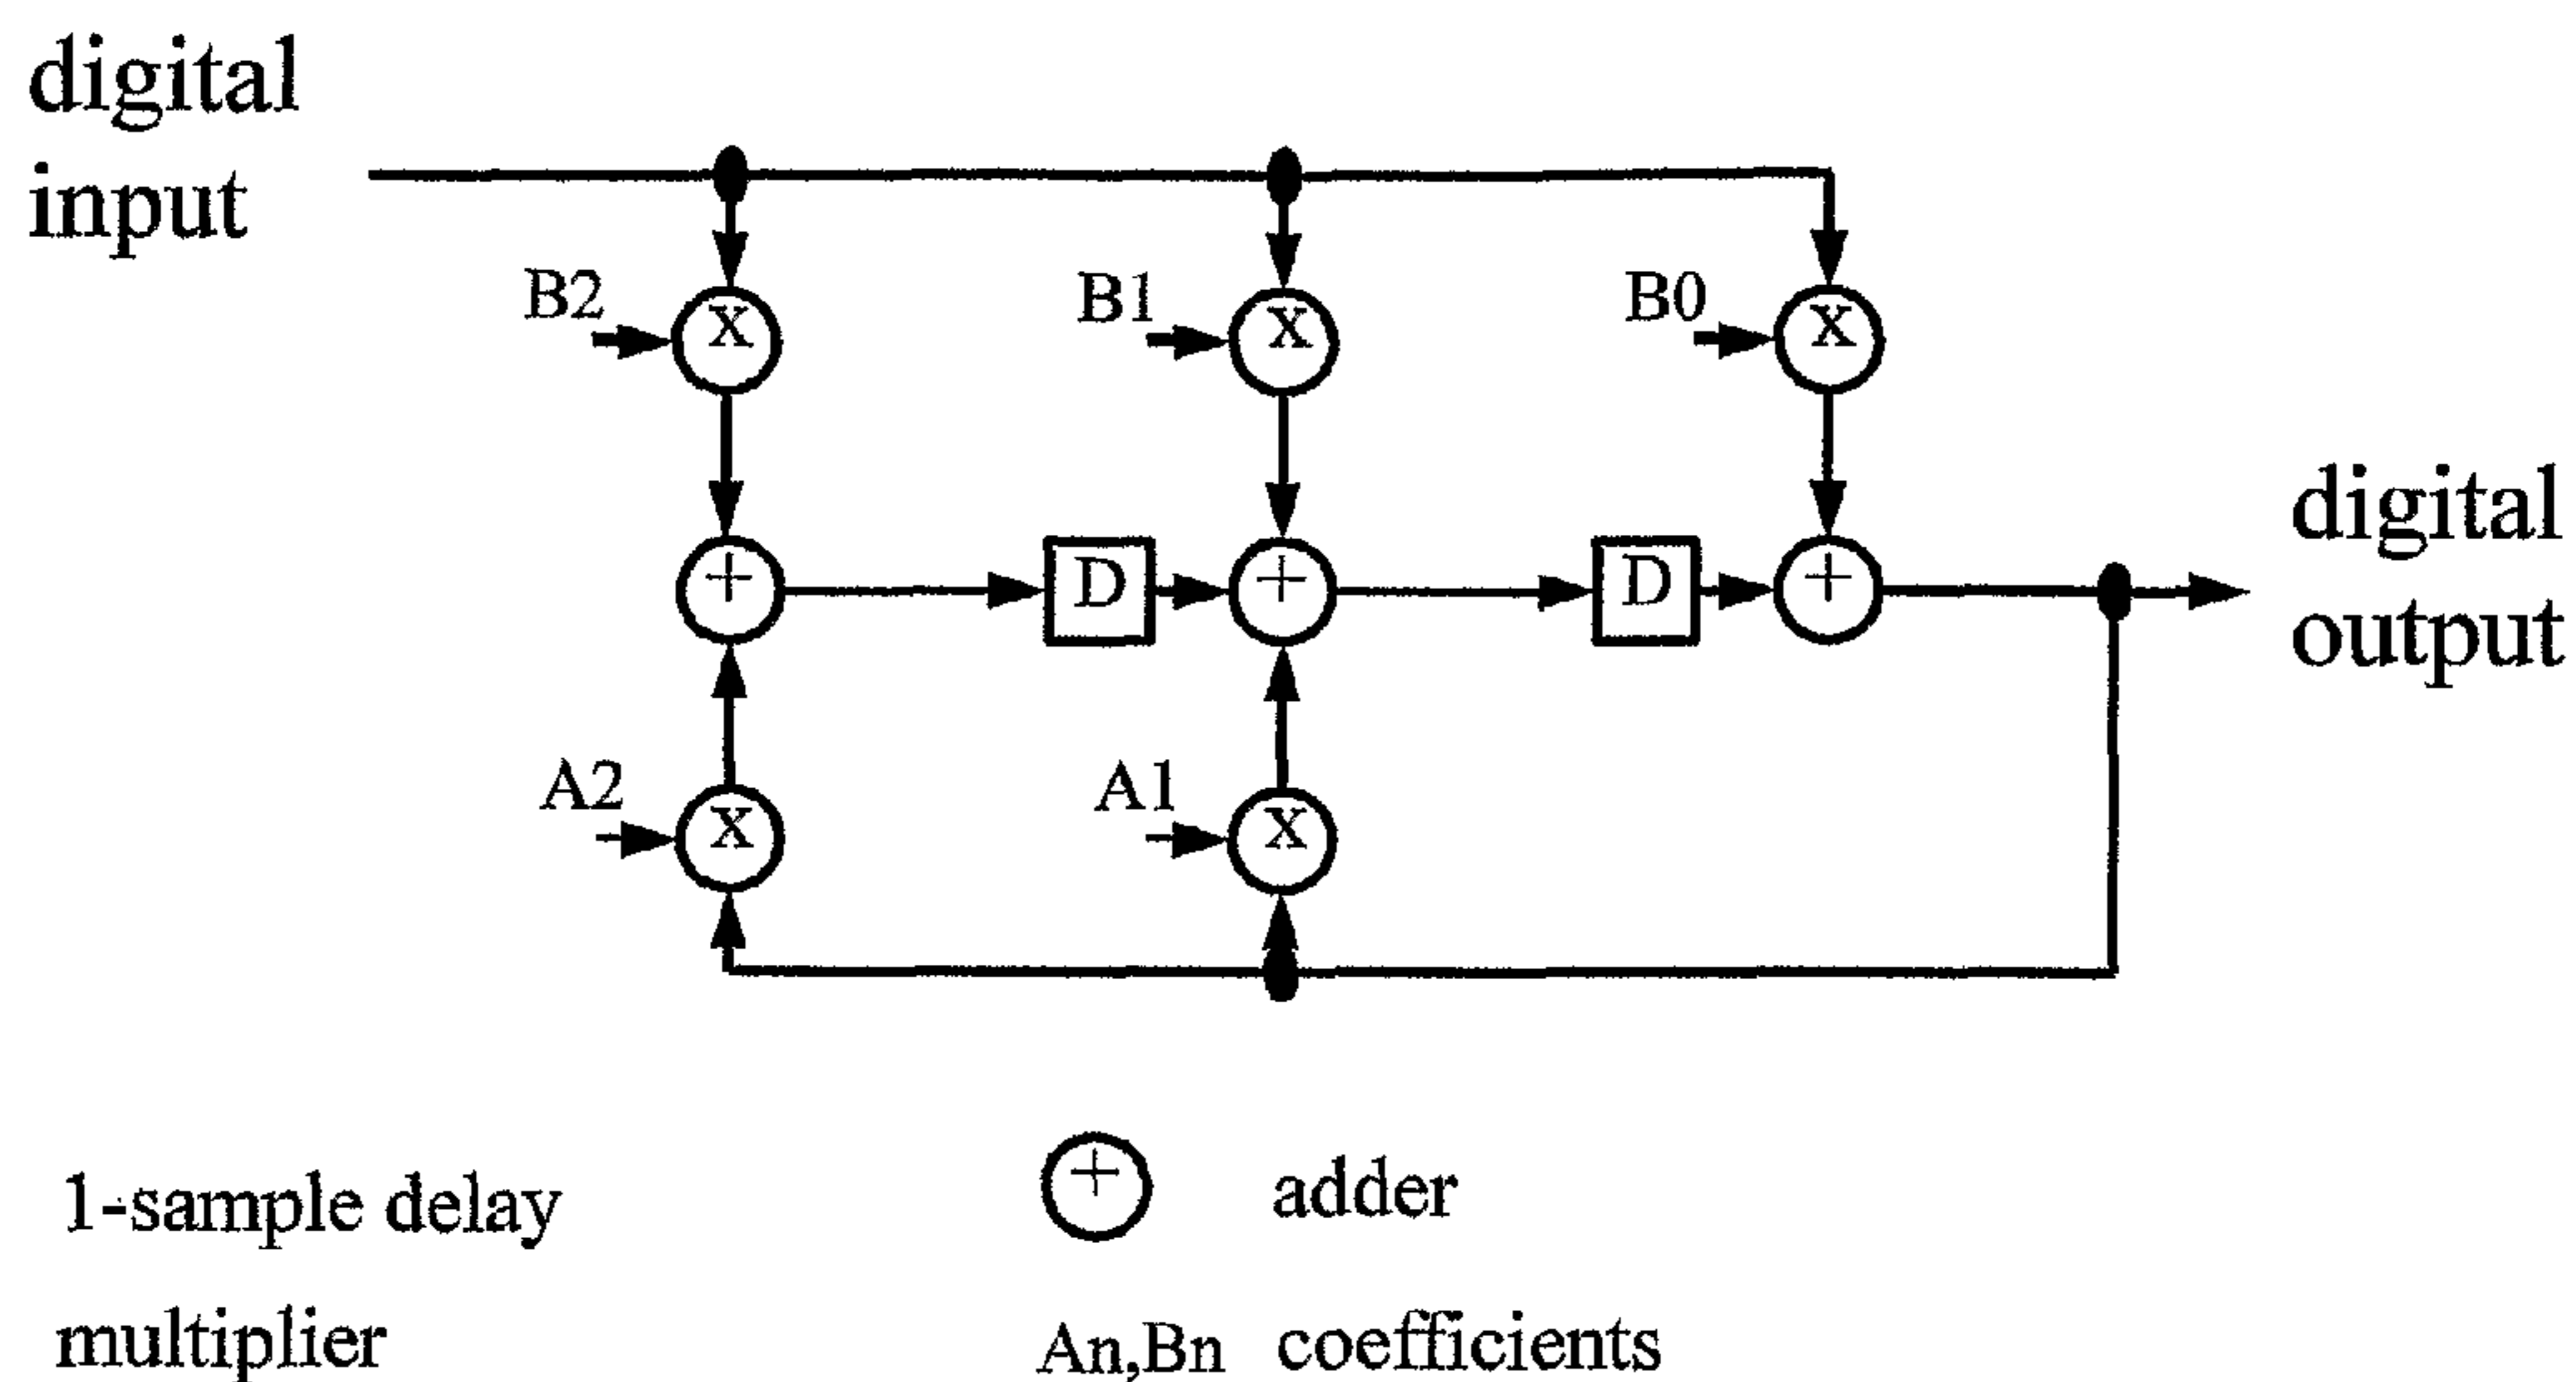 digital
input
B2
x
B1
x
B0
x
+
D
+
D
+
digital
output
A2
x
A1
x
1-sample delay
+ adder
multiplier
An,Bn coefficients